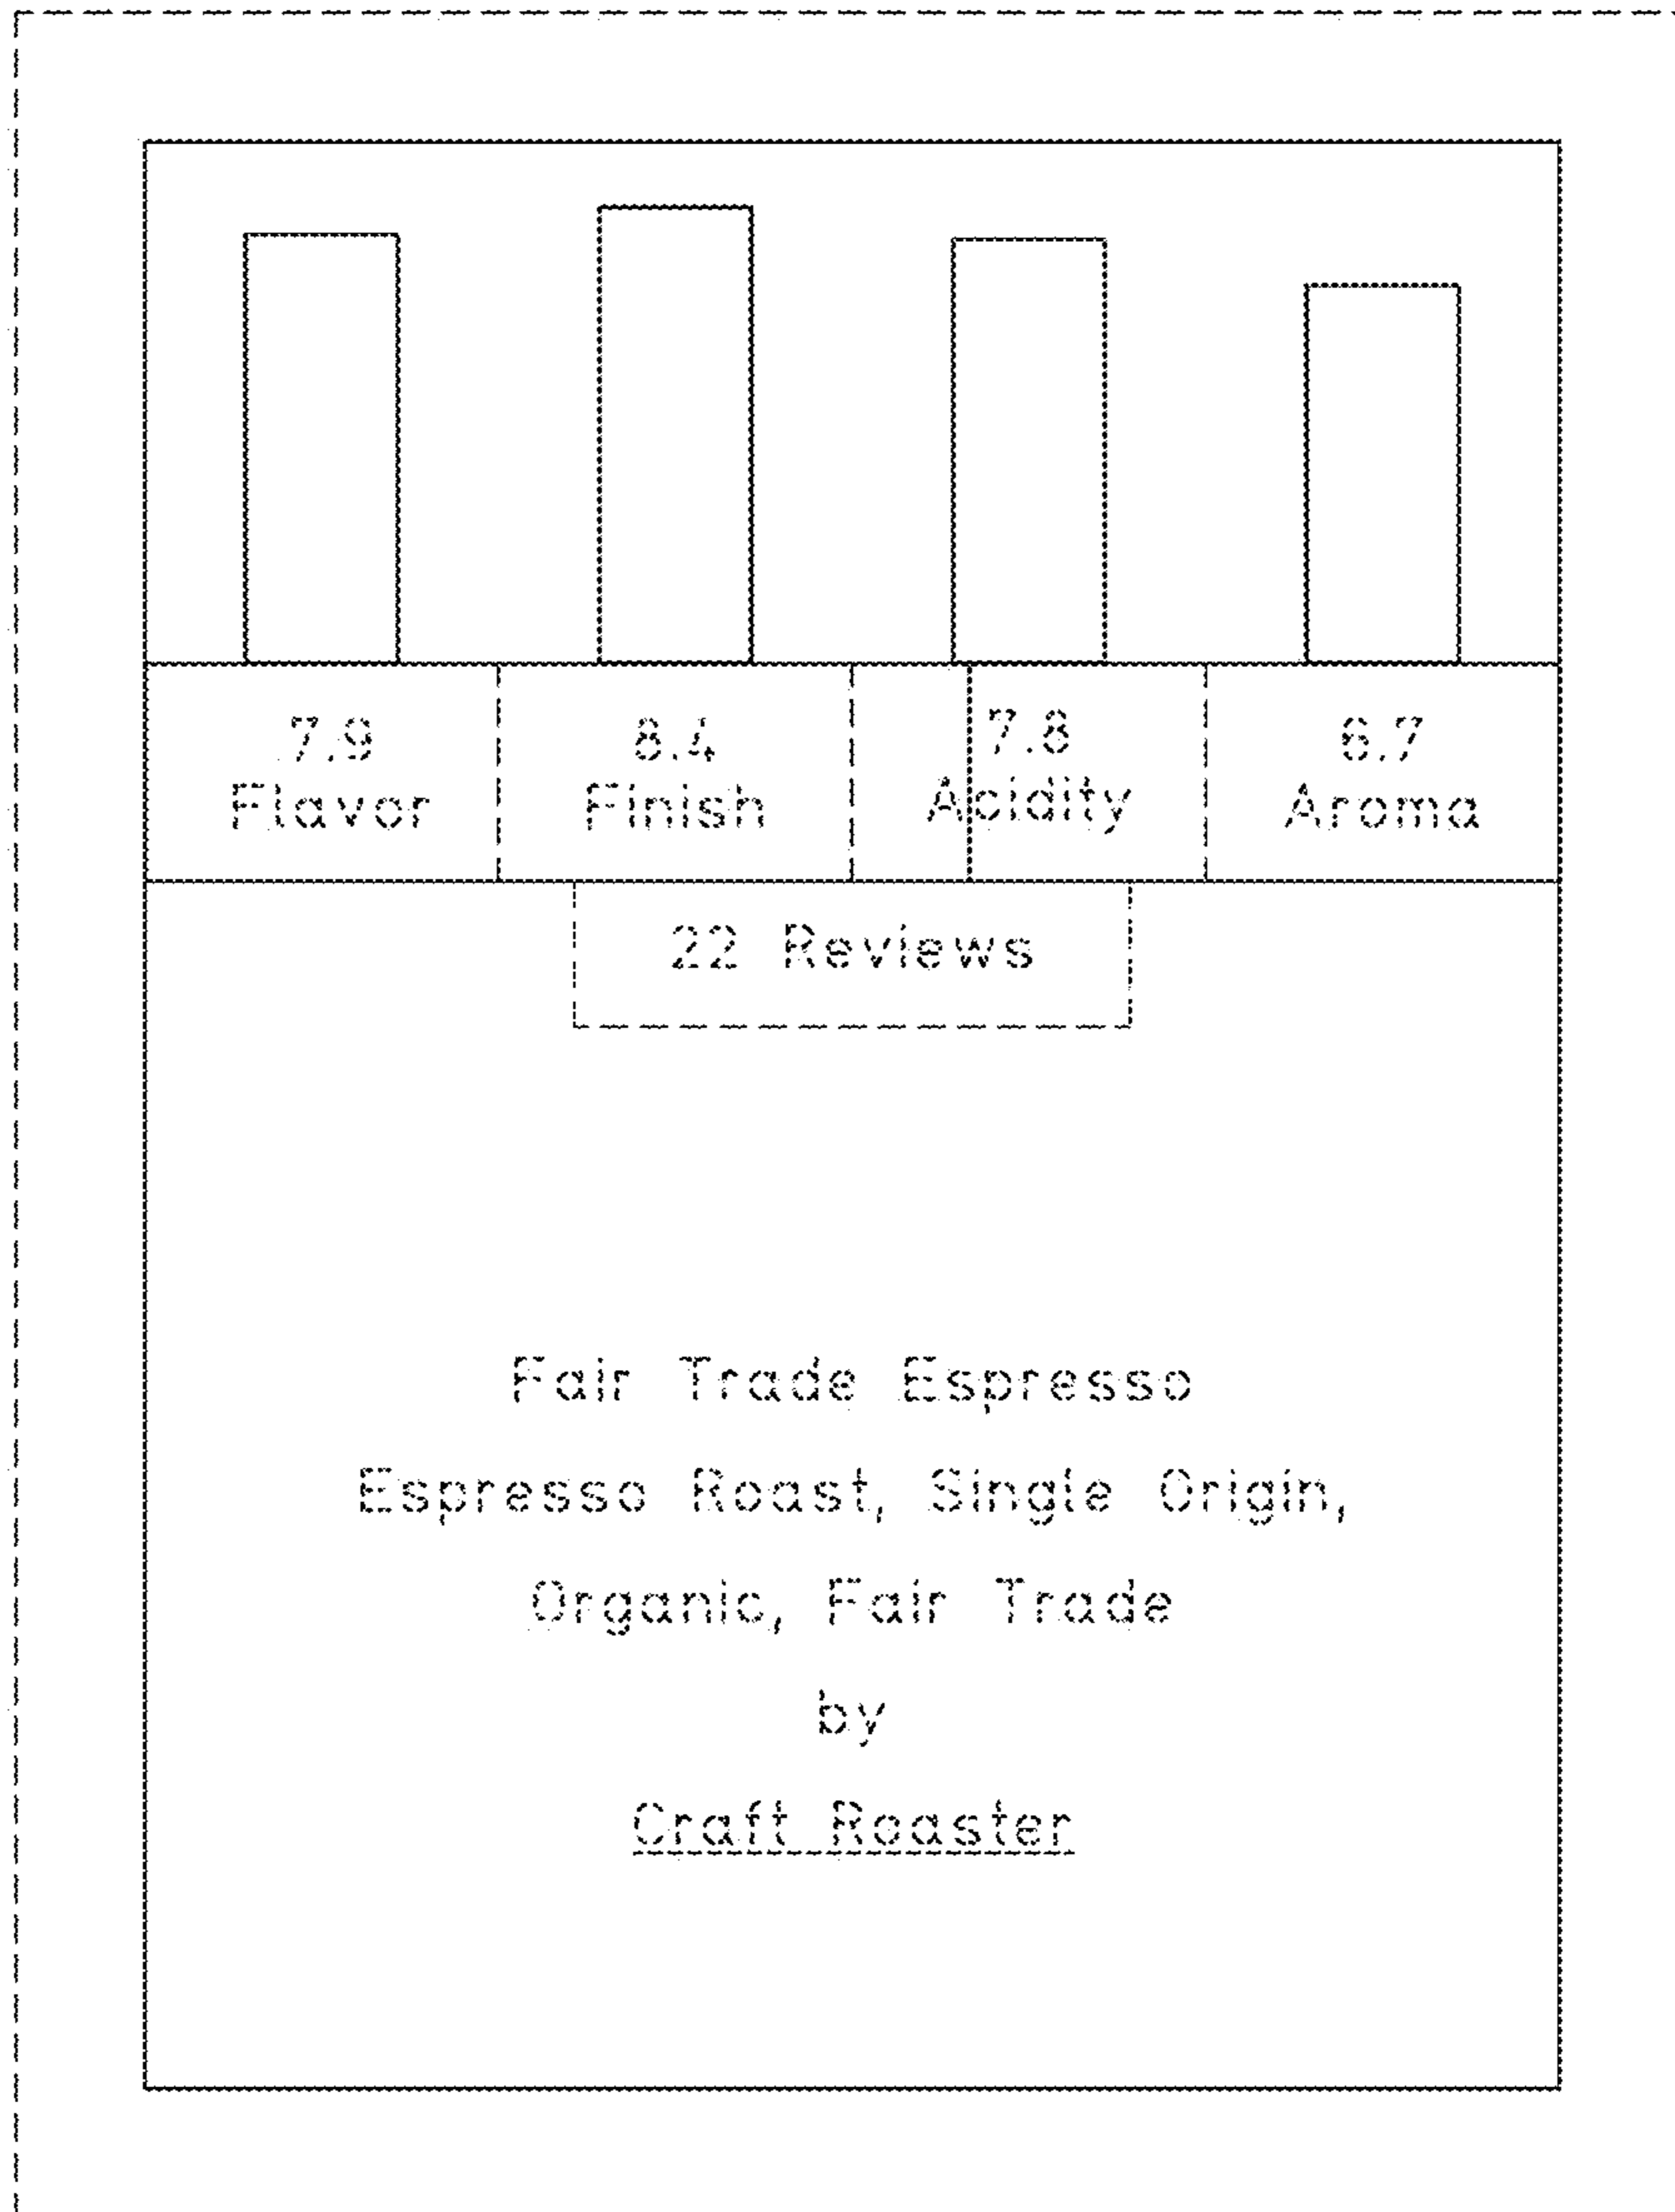 7.9 8.4 7.8 6.7
Flavor Finish Acidity Aroma
22 Reviews
Fair Trade Espresso
Espresso Roast, Single Origin,
Organic, Fair Trade
by
Craft Roaster